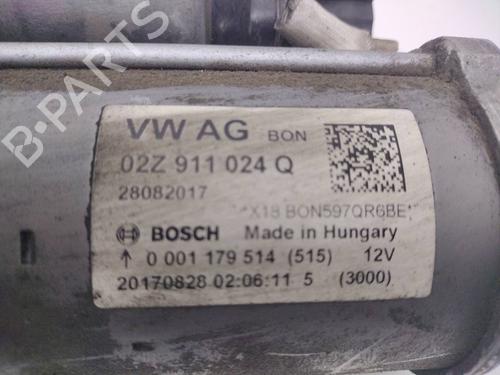 VW AG BON
02Z 911 024 Q
28082017
X18 BON597QR6BE
BOSCH Made in Hungary
↑ 0 001 179 514 (515) 12V
20170828 02:06:11 5 (3000)
B-PARTS